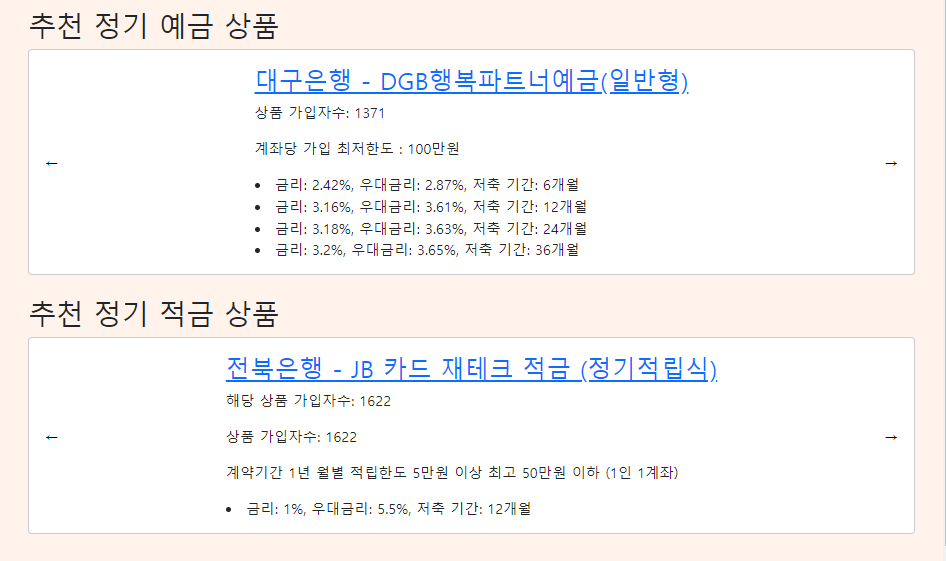 추천 정기 예금 상품
대구은행 - DGB행복파트너예금(일반형)
상품 가입자수: 1371
계좌당 가입 최저한도 : 100만원
←
→
• 금리: 2.42%, 우대금리: 2.87%, 저축 기간: 6개월
• 금리: 3.16%, 우대금리: 3.61%, 저축 기간: 12개월
• 금리: 3.18%, 우대금리: 3.63%, 저축 기간: 24개월
• 금리: 3.2%, 우대금리: 3.65%, 저축 기간: 36개월
추천 정기 적금 상품
전북은행 - JB 카드 재테크 적금 (정기적립식)
해당 상품 가입자수: 1622
상품 가입자수: 1622
←
→
계약기간 1년 월별 적립한도 5만원 이상 최고 50만원 이하 (1인 1계좌)
• 금리: 1%, 우대금리: 5.5%, 저축 기간: 12개월